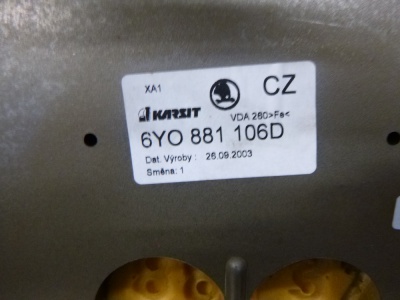 XA1
CZ
KARSIT
VDA 260>Fe<
6YO 881 106D
Dat. Výroby : 26.09.2003
Směna: 1